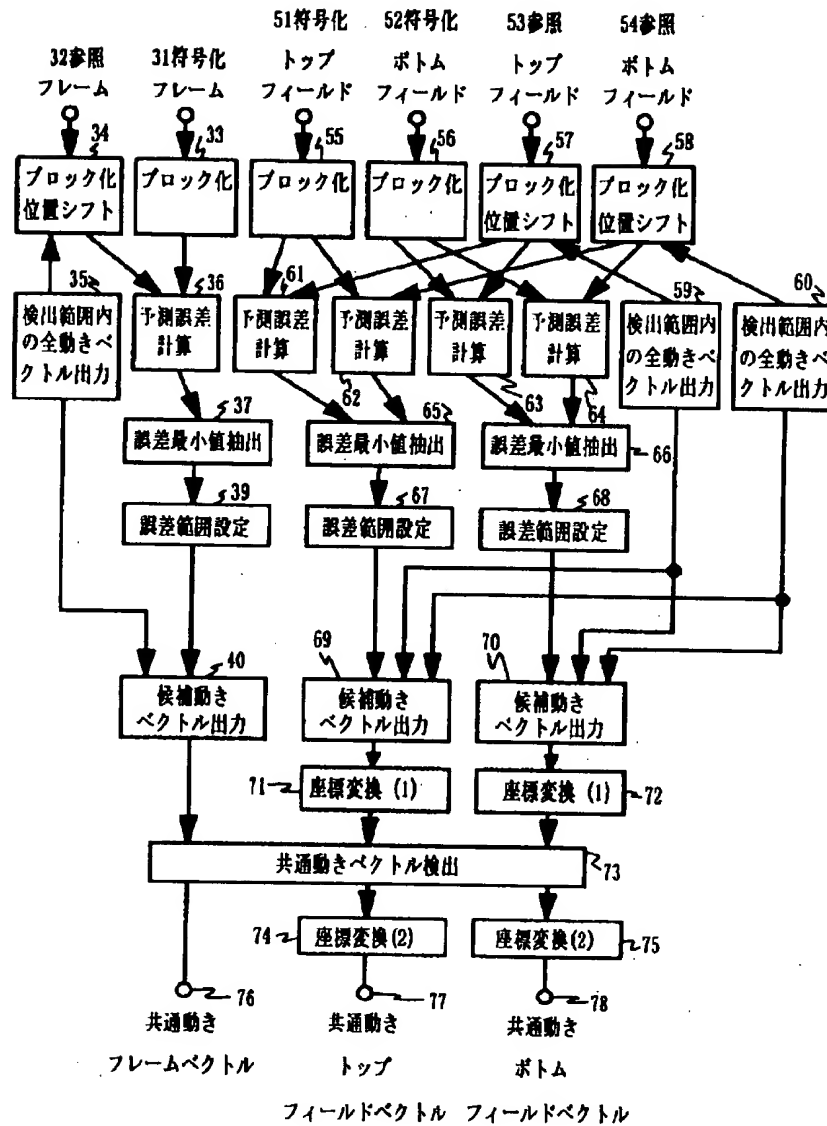 51符号化 52符号化 53参照 54参照
32参照 31符号化 トップ ボトム トップ ボトム
フレーム フレーム フィールド フィールド フィールド フィールド
34 33 55 56 57 58
ブロック化 ブロック化 ブロック化 ブロック化 ブロック化 ブロック化
位置シフト 位置シフト 位置シフト
35 36 61 59 60
検出範囲内 予測誤差 予測誤差 予測誤差 予測誤差 予測誤差 検出範囲内 検出範囲内
の全動きベ 計算 計算 計算 計算 計算 の全動きベ の全動きベ
クトル出力 クトル出力 クトル出力
62 63 64
37 65
誤差最小値抽出 誤差最小値抽出 誤差最小値抽出 66
39 67 68
誤差範囲設定 誤差範囲設定 誤差範囲設定
40 69 70
候補動き 候補動き 候補動き
ベクトル出力 ベクトル出力 ベクトル出力
71 座標変換(1) 座標変換(1) 72
共通動きベクトル検出 73
74 座標変換(2) 座標変換(2) 75
76 77 78
共通動き 共通動き 共通動き
フレームベクトル トップ ボトム
フィールドベクトル フィールドベクトル